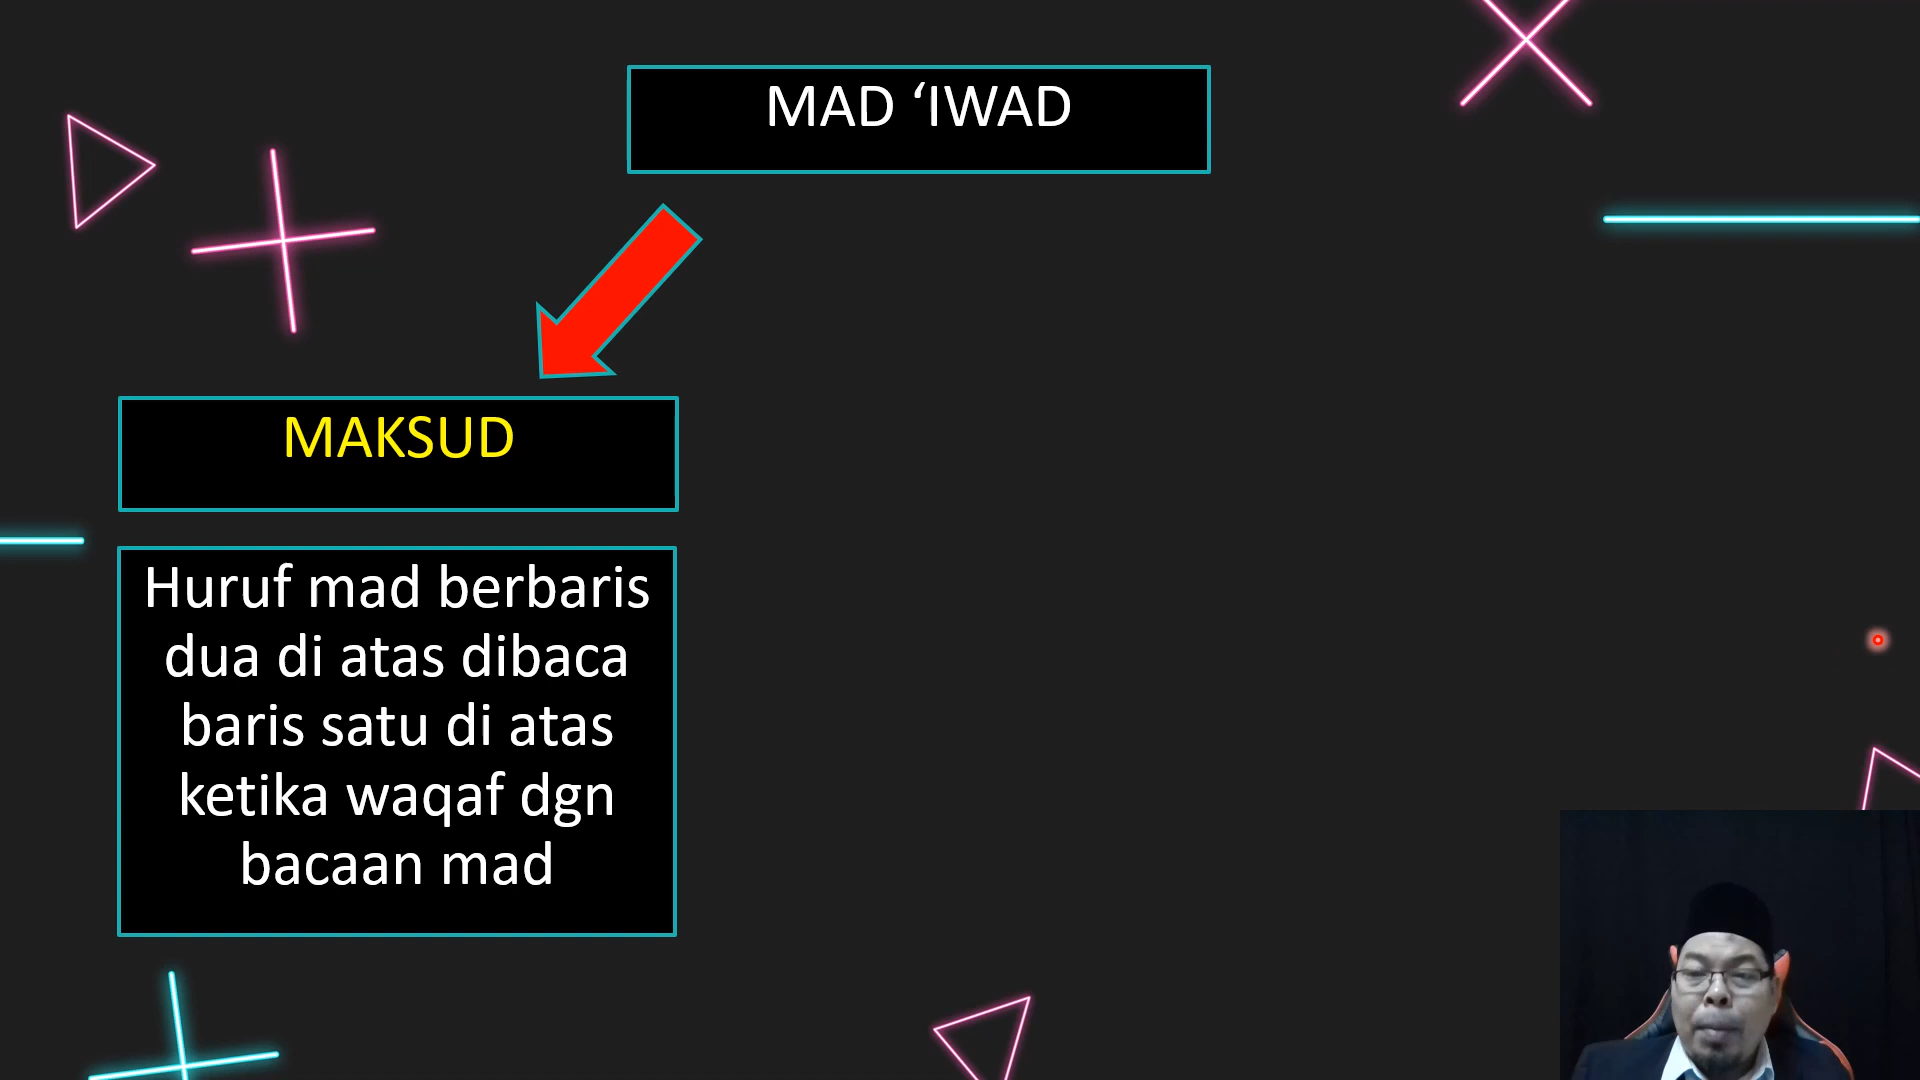 MAD ‘IWAD
MAKSUD
Huruf mad berbaris
dua di atas dibaca
baris satu di atas
ketika waqaf dgn
bacaan mad